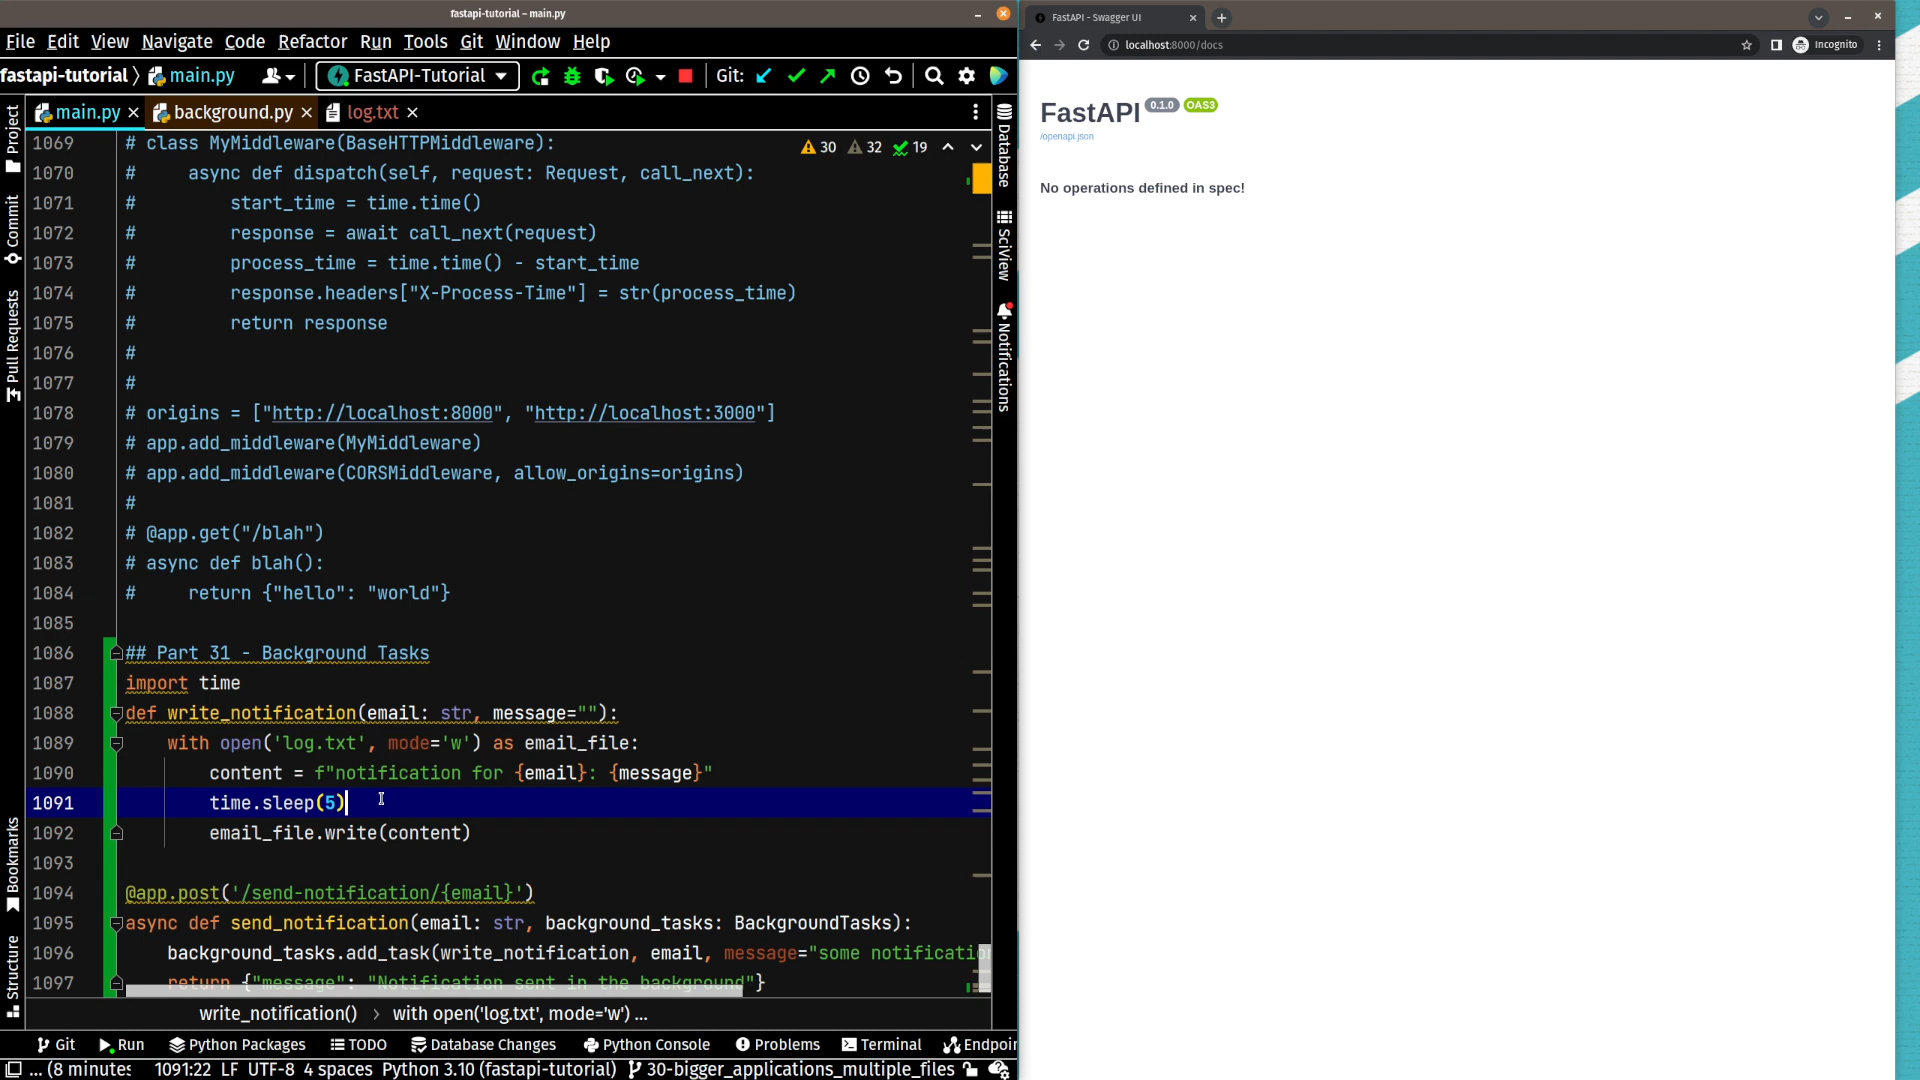 fastapi-tutorial – main.py
File Edit View Navigate Code Refactor Run Tools Git Window Help
fastapi-tutorial main.py FastAPI-Tutorial Git:
main.py background.py log.txt
30 32 19
1069 # class MyMiddleware(BaseHTTPMiddleware):
1070 #     async def dispatch(self, request: Request, call_next):
1071 #         start_time = time.time()
1072 #         response = await call_next(request)
1073 #         process_time = time.time() - start_time
1074 #         response.headers["X-Process-Time"] = str(process_time)
1075 #         return response
1076 #
1077 #
1078 # origins = ["http://localhost:8000", "http://localhost:3000"]
1079 # app.add_middleware(MyMiddleware)
1080 # app.add_middleware(CORSMiddleware, allow_origins=origins)
1081 #
1082 # @app.get("/blah")
1083 # async def blah():
1084 #     return {"hello": "world"}
1085
1086 ## Part 31 - Background Tasks
1087 import time
1088 def write_notification(email: str, message=""):
1089     with open('log.txt', mode='w') as email_file:
1090         content = f"notification for {email}: {message}"
1091         time.sleep(5)
1092         email_file.write(content)
1093
1094 @app.post('/send-notification/{email}')
1095 async def send_notification(email: str, background_tasks: BackgroundTasks):
1096     background_tasks.add_task(write_notification, email, message="some notificatio
1097     return {"message": "Notification sent in the background"}
write_notification() › with open('log.txt', mode='w') ...
Git Run Python Packages TODO Database Changes Python Console Problems Terminal Endpoin
... (8 minutes 1091:22 LF UTF-8 4 spaces Python 3.10 (fastapi-tutorial) 30-bigger_applications_multiple_files
Project
Commit
Pull Requests
Bookmarks
Structure
Database
SciView
Notifications
FastAPI - Swagger UI
localhost:8000/docs
Incognito
FastAPI 0.1.0 OAS3
/openapi.json
No operations defined in spec!